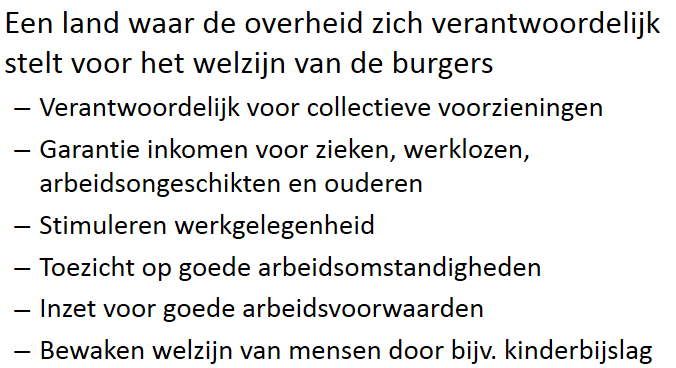 Een land waar de overheid zich verantwoordelijk
stelt voor het welzijn van de burgers
– Verantwoordelijk voor collectieve voorzieningen
– Garantie inkomen voor zieken, werklozen,
arbeidsongeschikten en ouderen
– Stimuleren werkgelegenheid
– Toezicht op goede arbeidsomstandigheden
– Inzet voor goede arbeidsvoorwaarden
– Bewaken welzijn van mensen door bijv. kinderbijslag